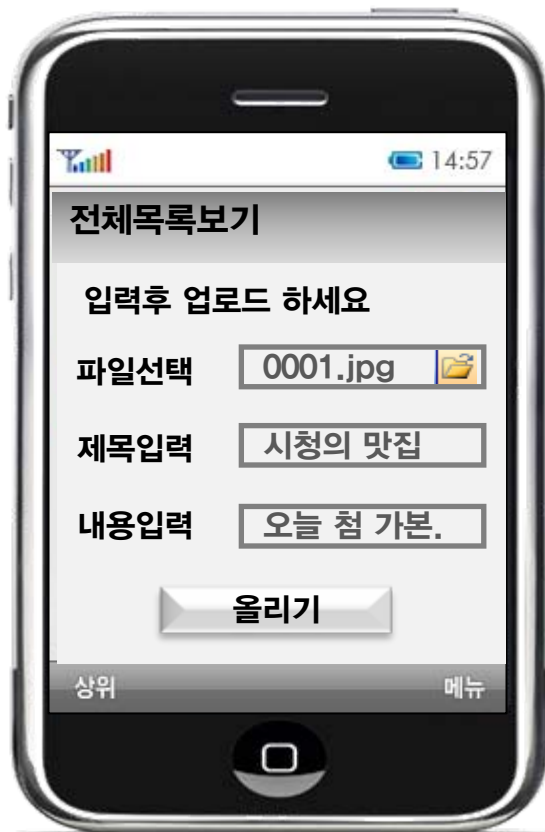 14:57
전체목록보기
입력후 업로드 하세요
파일선택 0001.jpg
제목입력 시청의 맛집
내용입력 오늘 첨 가본.
올리기
상위 메뉴